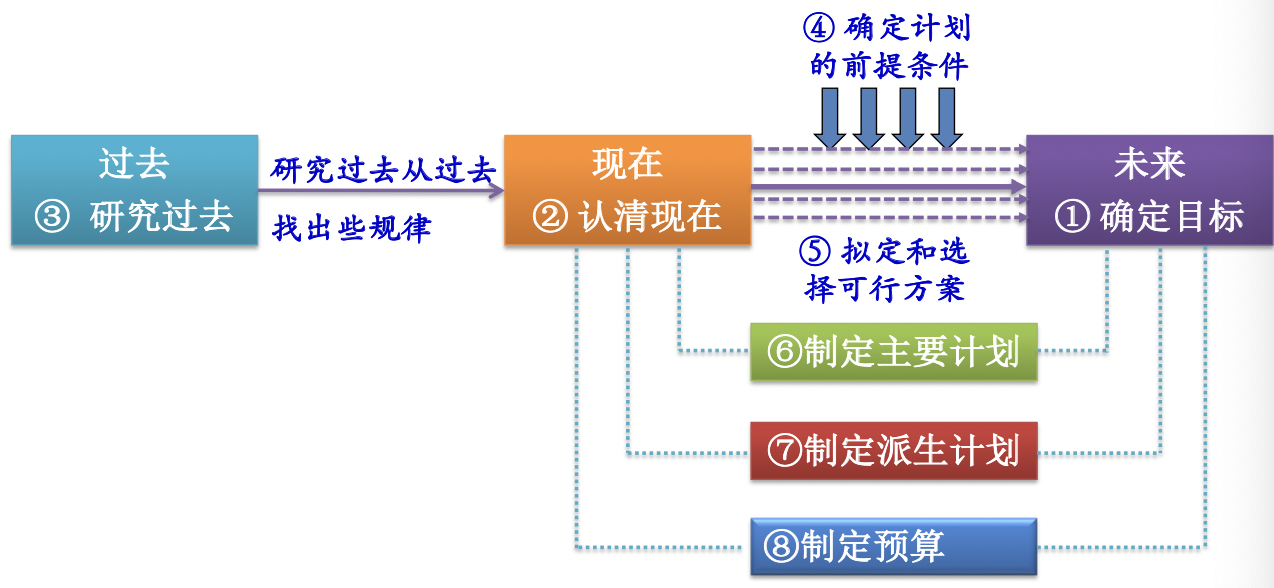 ④ 确定计划
的前提条件
过去
③ 研究过去
研究过去从过去
找出些规律
现在
② 认清现在
未来
① 确定目标
⑤ 拟定和选
择可行方案
⑥制定主要计划
⑦制定派生计划
⑧制定预算